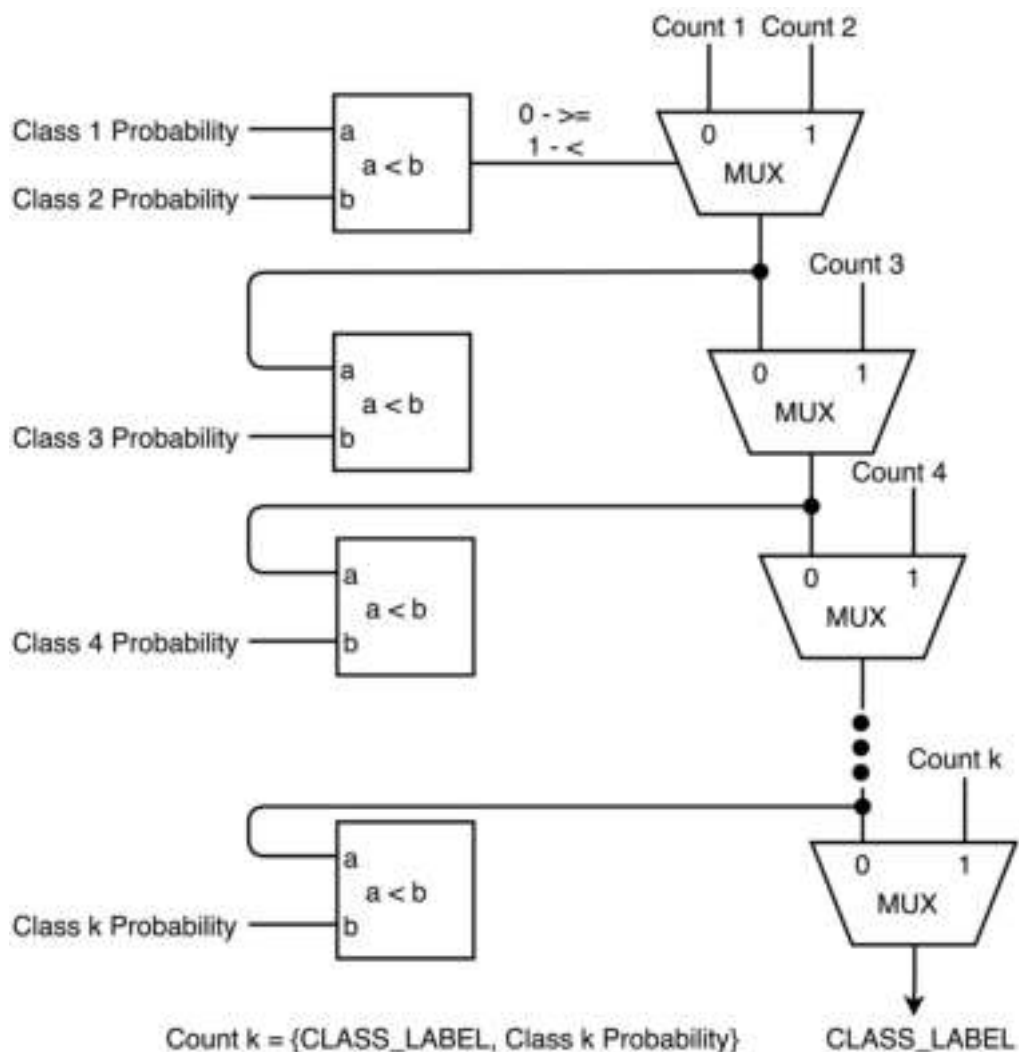 Count 1 Count 2
Class 1 Probability
a
a < b
0 - >=
1 - <
0 1
MUX
Class 2 Probability
b
Count 3
a
a < b
0 1
MUX
Class 3 Probability
b
Count 4
a
a < b
0 1
MUX
Class 4 Probability
b
Count k
a
a < b
0 1
MUX
Class k Probability
b
Count k = {CLASS_LABEL, Class k Probability}
CLASS_LABEL